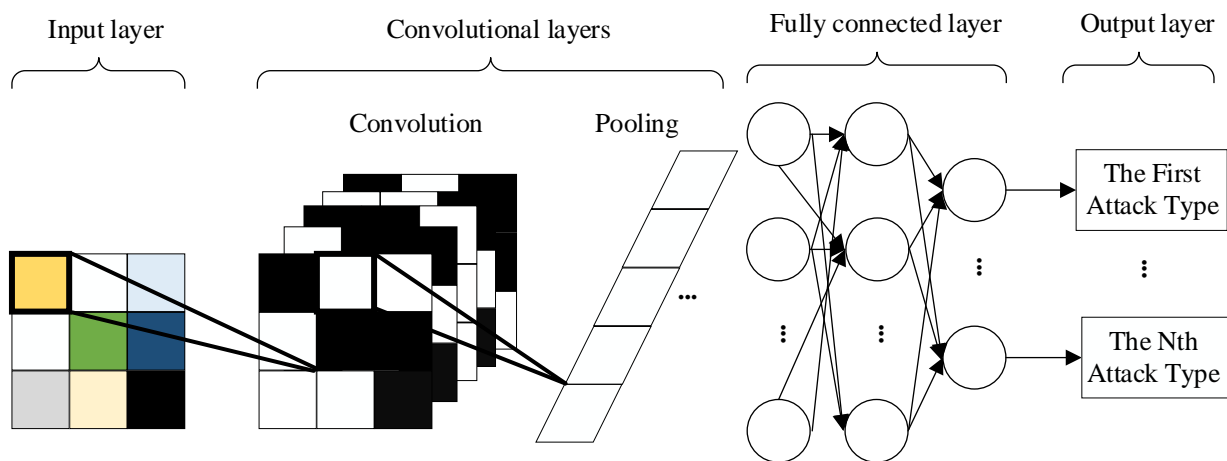 Input layer
Convolutional layers
Fully connected layer
Output layer
Convolution
Pooling
...
The First
Attack Type
...
...
...
The Nth
Attack Type